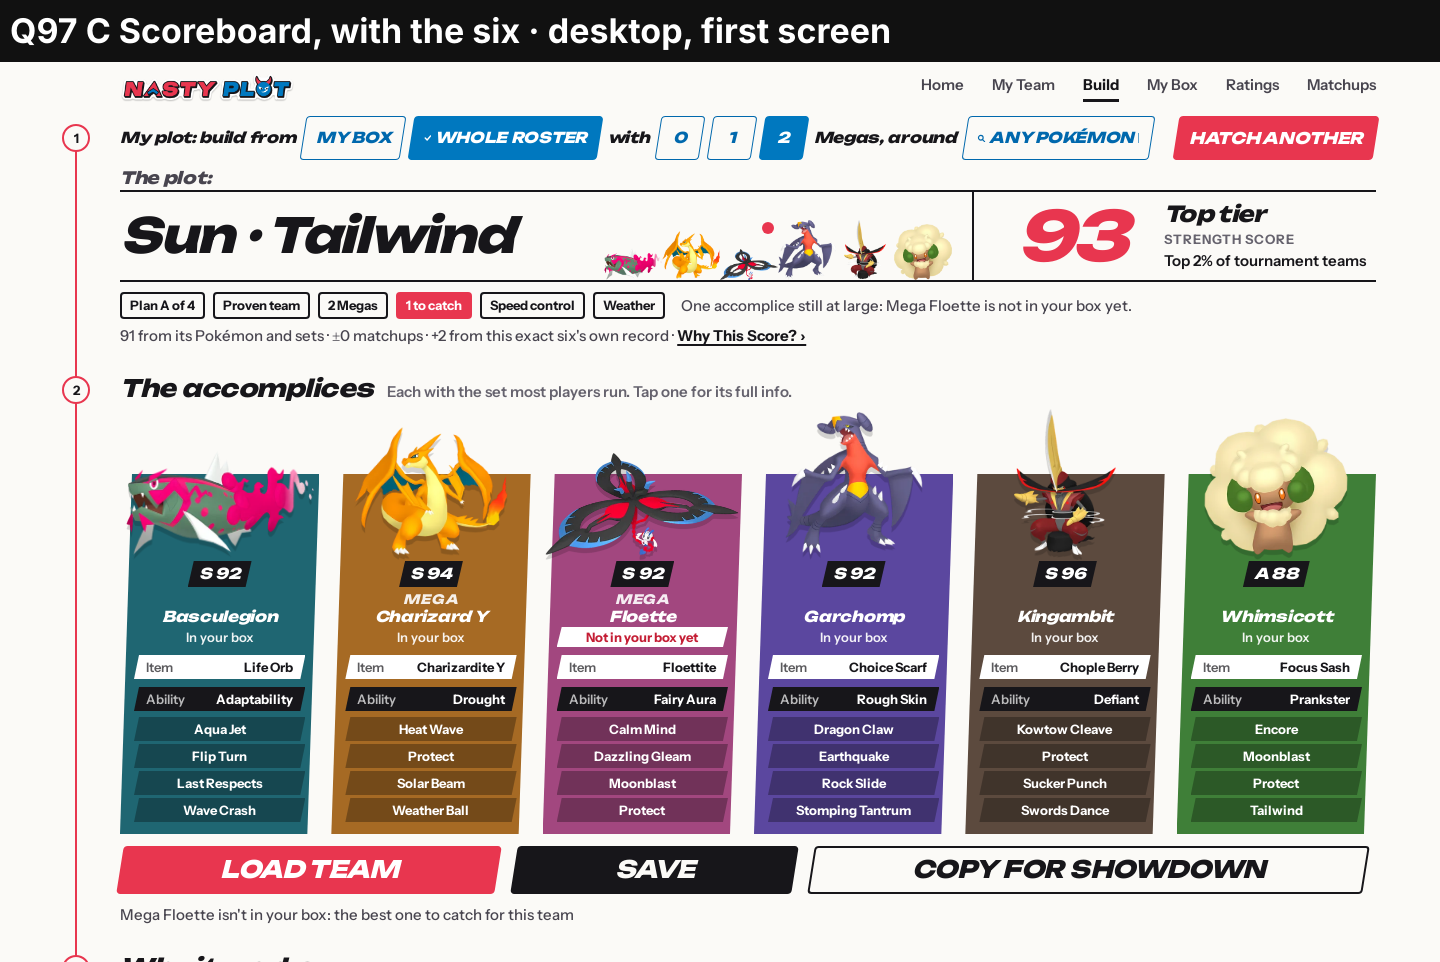 Q97 C Scoreboard, with the six · desktop, first screen
NASTY PLOT
Home My Team Build My Box Ratings Matchups
1
My plot: build from MY BOX WHOLE ROSTER with 0 1 2 Megas, around ANY POKÉMON HATCH ANOTHER
The plot:
Sun · Tailwind
93
Top tier
STRENGTH SCORE
Top 2% of tournament teams
Plan A of 4 Proven team 2 Megas 1 to catch Speed control Weather One accomplice still at large: Mega Floette is not in your box yet.
91 from its Pokémon and sets · ±0 matchups · +2 from this exact six's own record · Why This Score? ›
2
The accomplices Each with the set most players run. Tap one for its full info.
S 92
Basculegion
In your box
Item Life Orb
Ability Adaptability
Aqua Jet
Flip Turn
Last Respects
Wave Crash
S 94
MEGA
Charizard Y
In your box
Item Charizardite Y
Ability Drought
Heat Wave
Protect
Solar Beam
Weather Ball
S 92
MEGA
Floette
Not in your box yet
Item Floettite
Ability Fairy Aura
Calm Mind
Dazzling Gleam
Moonblast
Protect
S 92
Garchomp
In your box
Item Choice Scarf
Ability Rough Skin
Dragon Claw
Earthquake
Rock Slide
Stomping Tantrum
S 96
Kingambit
In your box
Item Chople Berry
Ability Defiant
Kowtow Cleave
Protect
Sucker Punch
Swords Dance
A 88
Whimsicott
In your box
Item Focus Sash
Ability Prankster
Encore
Moonblast
Protect
Tailwind
LOAD TEAM SAVE COPY FOR SHOWDOWN
Mega Floette isn't in your box: the best one to catch for this team